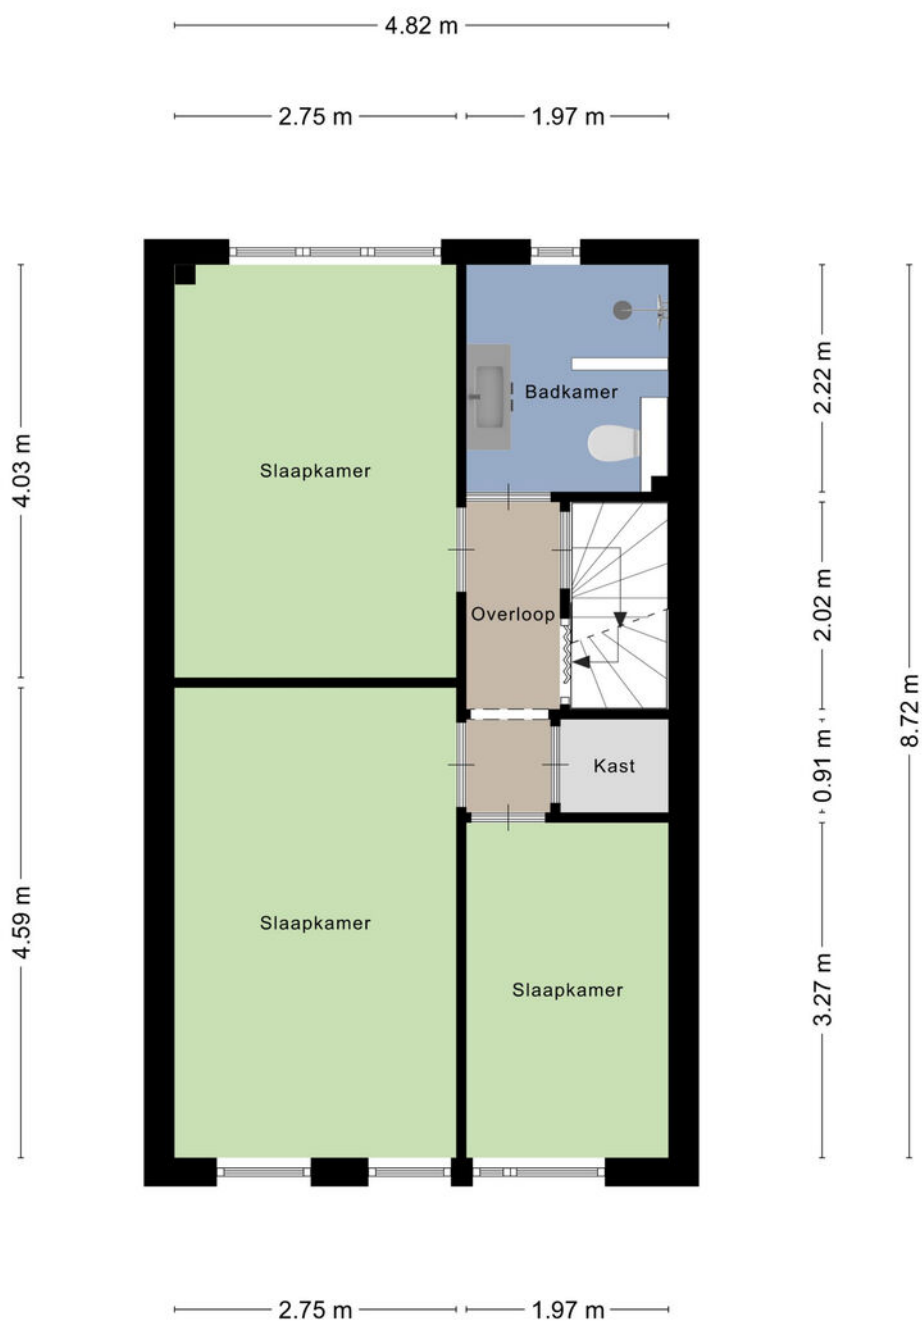 4.82 m
2.75 m
1.97 m
4.03 m
4.59 m
Slaapkamer
Badkamer
Overloop
Kast
Slaapkamer
Slaapkamer
2.22 m
2.02 m
0.91 m
3.27 m
8.72 m
2.75 m
1.97 m